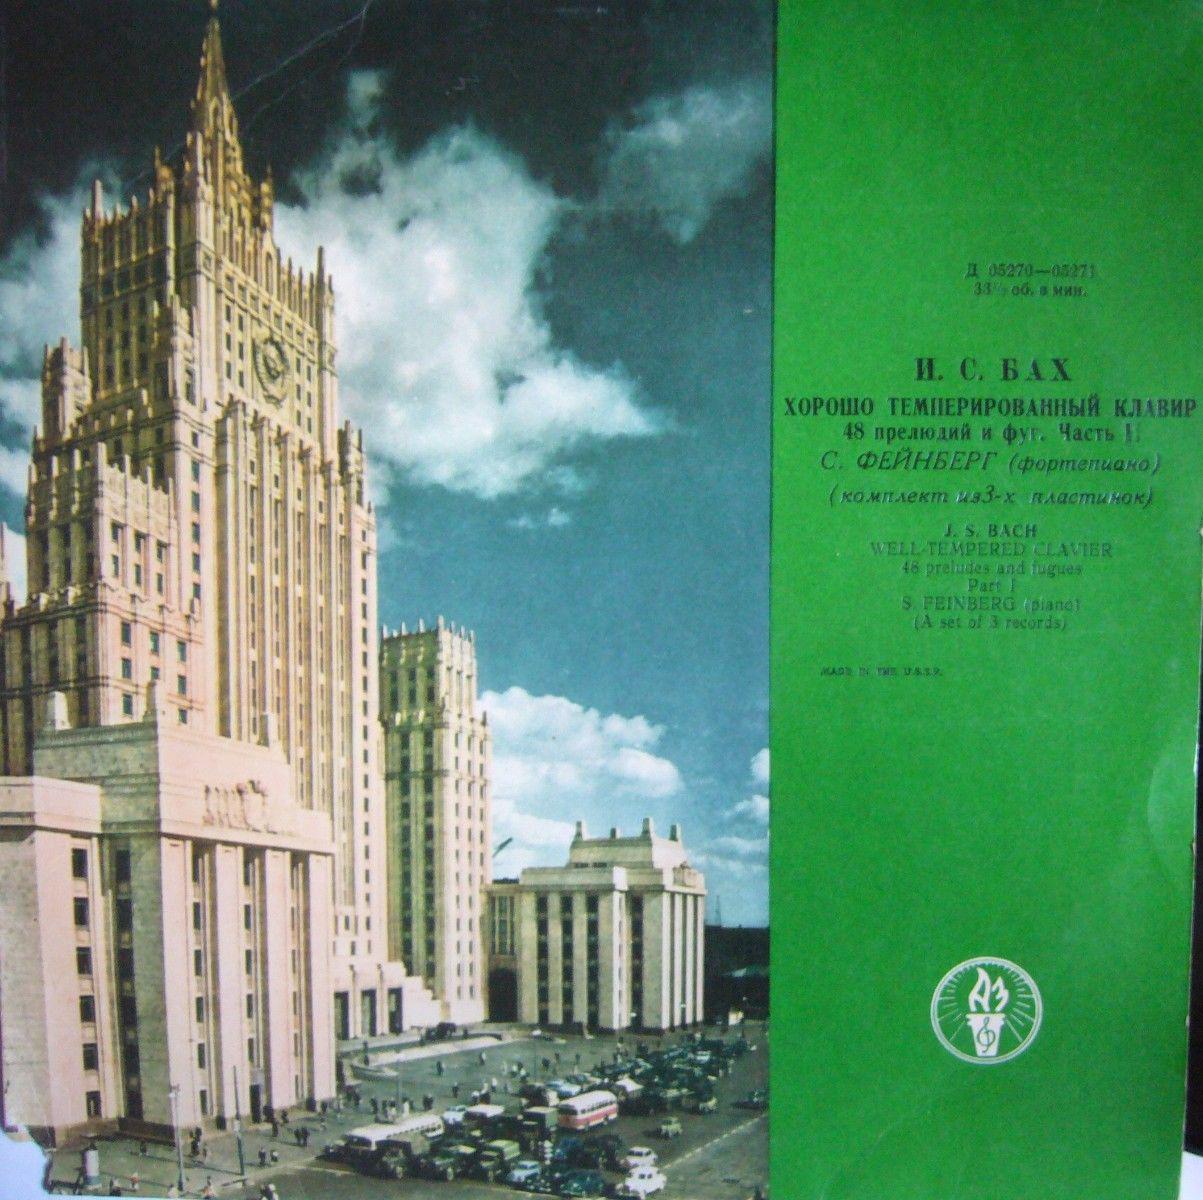 Д 05270—05271
33⅓ об. в мин.
И. С. БАХ
ХОРОШО ТЕМПЕРИРОВАННЫЙ КЛАВИР
48 прелюдий и фуг. Часть
С. ФЕЙНБЕРГ (фортепиано)
(комплект из3-х пластинок)
J. S. BACH
WELL-TEMPERED CLAVIER
48 preludes and fugues
Part I
S. FEINBERG (piano)
(A set of 3 records)
MADE IN THE U.S.S.R.
АЗ